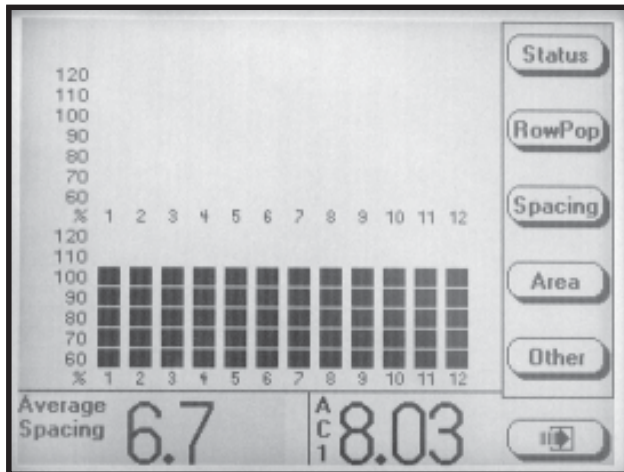 120
110
100
90
80
70
60
% 1 2 3 4 5 6 7 8 9 10 11 12
120
110
100
90
80
70
60
% 1 2 3 4 5 6 7 8 9 10 11 12
Average Spacing 6.7
AC1 8.03
Status
RowPop
Spacing
Area
Other